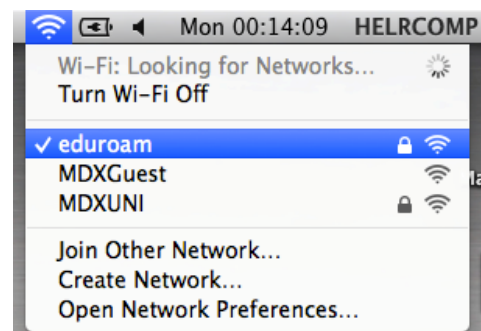 Mon 00:14:09 HELRCOMP
Wi-Fi: Looking for Networks...
Turn Wi-Fi Off
eduroam
MDXGuest
MDXUNI
Join Other Network...
Create Network...
Open Network Preferences...